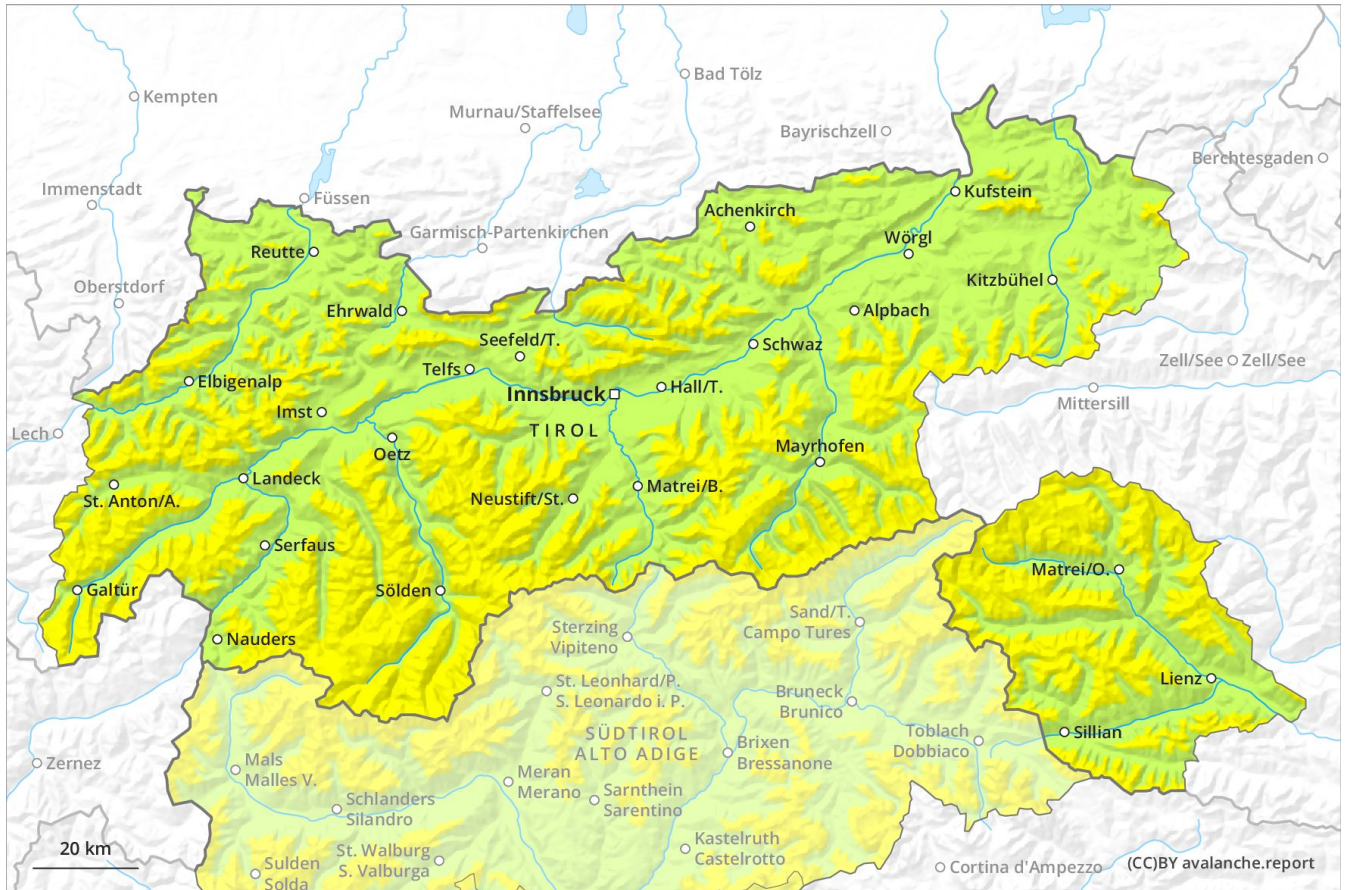 Bad Tölz
Kempten
Murnau/Staffelsee
Bayrischzell
Berchtesgaden
Immenstadt
Füssen
Kufstein
Achenkirch
Garmisch-Partenkirchen
Wörgl
Reutte
Oberstdorf
Kitzbühel
Ehrwald
Alpbach
Seefeld/T.
Schwaz
Zell/See
Zell/See
Telfs
Elbigenalp
Hall/T.
Innsbruck
Mittersill
Imst
TIROL
Lech
Mayrhofen
Oetz
Landeck
Matrei/B.
St. Anton/A.
Neustift/St.
Serfaus
Matrei/O.
Galtür
Sölden
Sand/T.
Campo Tures
Sterzing
Vipiteno
Nauders
Lienz
St. Leonhard/P.
S. Leonardo i. P.
Bruneck
Brunico
Sillian
SÜDTIROL
ALTO ADIGE
Toblach
Dobbiaco
Brixen
Bressanone
Zernez
Mals
Malles V.
Meran
Merano
Sarnthein
Sarentino
Schlanders
Silandro
Kastelruth
Castelrotto
20 km
St. Walburg
S. Valburga
Sulden
Solda
Cortina d'Ampezzo
(CC)BY avalanche.report